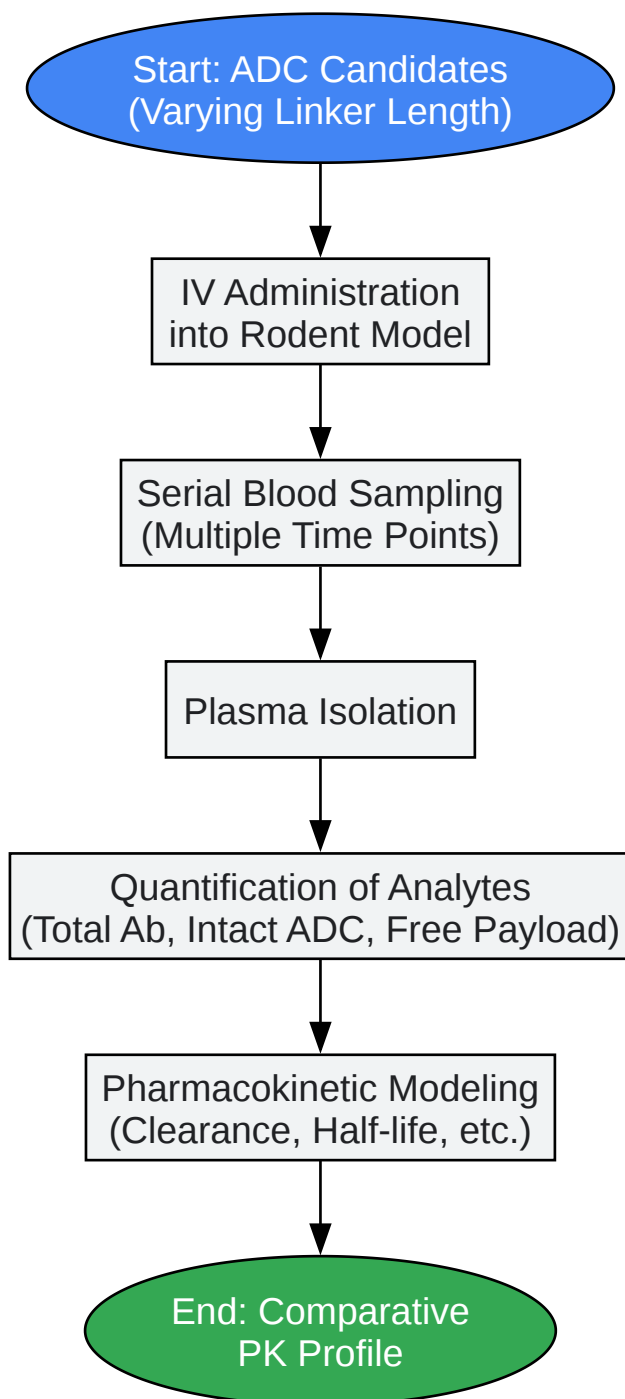 Start: ADC Candidates
(Varying Linker Length)
IV Administration
into Rodent Model
Serial Blood Sampling
(Multiple Time Points)
Plasma Isolation
Quantification of Analytes
(Total Ab, Intact ADC, Free Payload)
Pharmacokinetic Modeling
(Clearance, Half-life, etc.)
End: Comparative
PK Profile